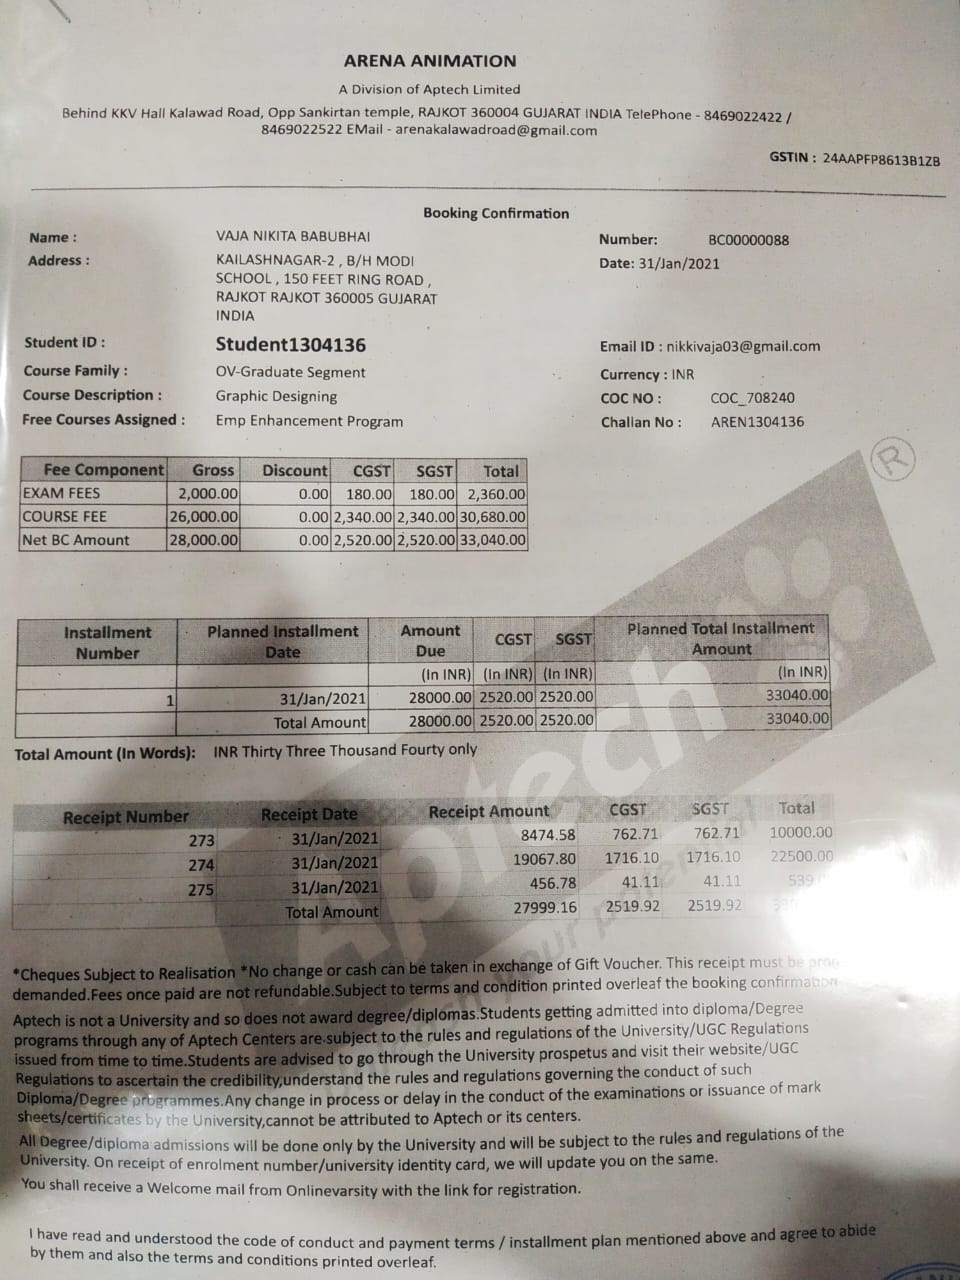 ARENA ANIMATION
A Division of Aptech Limited
Behind KKV Hall Kalawad Road, Opp Sankirtan temple, RAJKOT 360004 GUJARAT INDIA TelePhone - 8469022422 /
8469022522 EMail - arenakalawadroad@gmail.com
GSTIN : 24AAPFP8613B1ZB
Booking Confirmation
Name : VAJA NIKITA BABUBHAI Number: BC00000088
Address : KAILASHNAGAR-2 , B/H MODI Date: 31/Jan/2021
SCHOOL , 150 FEET RING ROAD ,
RAJKOT RAJKOT 360005 GUJARAT
INDIA
Student ID : Student1304136 Email ID : nikkivaja03@gmail.com
Course Family : OV-Graduate Segment Currency : INR
Course Description : Graphic Designing COC NO : COC_708240
Free Courses Assigned : Emp Enhancement Program Challan No : AREN1304136
Fee Component Gross Discount CGST SGST Total
EXAM FEES 2,000.00 0.00 180.00 180.00 2,360.00
COURSE FEE 26,000.00 0.00 2,340.00 2,340.00 30,680.00
Net BC Amount 28,000.00 0.00 2,520.00 2,520.00 33,040.00
Installment Planned Installment Amount CGST SGST Planned Total Installment
Number Date Due Amount
(In INR) (In INR) (In INR) (In INR)
1 31/Jan/2021 28000.00 2520.00 2520.00 33040.00
Total Amount 28000.00 2520.00 2520.00 33040.00
Total Amount (In Words): INR Thirty Three Thousand Fourty only
Receipt Number Receipt Date Receipt Amount CGST SGST Total
273 31/Jan/2021 8474.58 762.71 762.71 10000.00
274 31/Jan/2021 19067.80 1716.10 1716.10 22500.00
275 31/Jan/2021 456.78 41.11 41.11
Total Amount 27999.16 2519.92 2519.92
Aptech ®
*Cheques Subject to Realisation *No change or cash can be taken in exchange of Gift Voucher. This receipt must be
demanded.Fees once paid are not refundable.Subject to terms and condition printed overleaf the booking confirmation
Aptech is not a University and so does not award degree/diplomas.Students getting admitted into diploma/Degree
programs through any of Aptech Centers are subject to the rules and regulations of the University/UGC Regulations
issued from time to time.Students are advised to go through the University prospetus and visit their website/UGC
Regulations to ascertain the credibility,understand the rules and regulations governing the conduct of such
Diploma/Degree programmes.Any change in process or delay in the conduct of the examinations or issuance of mark
sheets/certificates by the University,cannot be attributed to Aptech or its centers.
All Degree/diploma admissions will be done only by the University and will be subject to the rules and regulations of the
University. On receipt of enrolment number/university identity card, we will update you on the same.
You shall receive a Welcome mail from Onlinevarsity with the link for registration.
I have read and understood the code of conduct and payment terms / installment plan mentioned above and agree to abide
by them and also the terms and conditions printed overleaf.